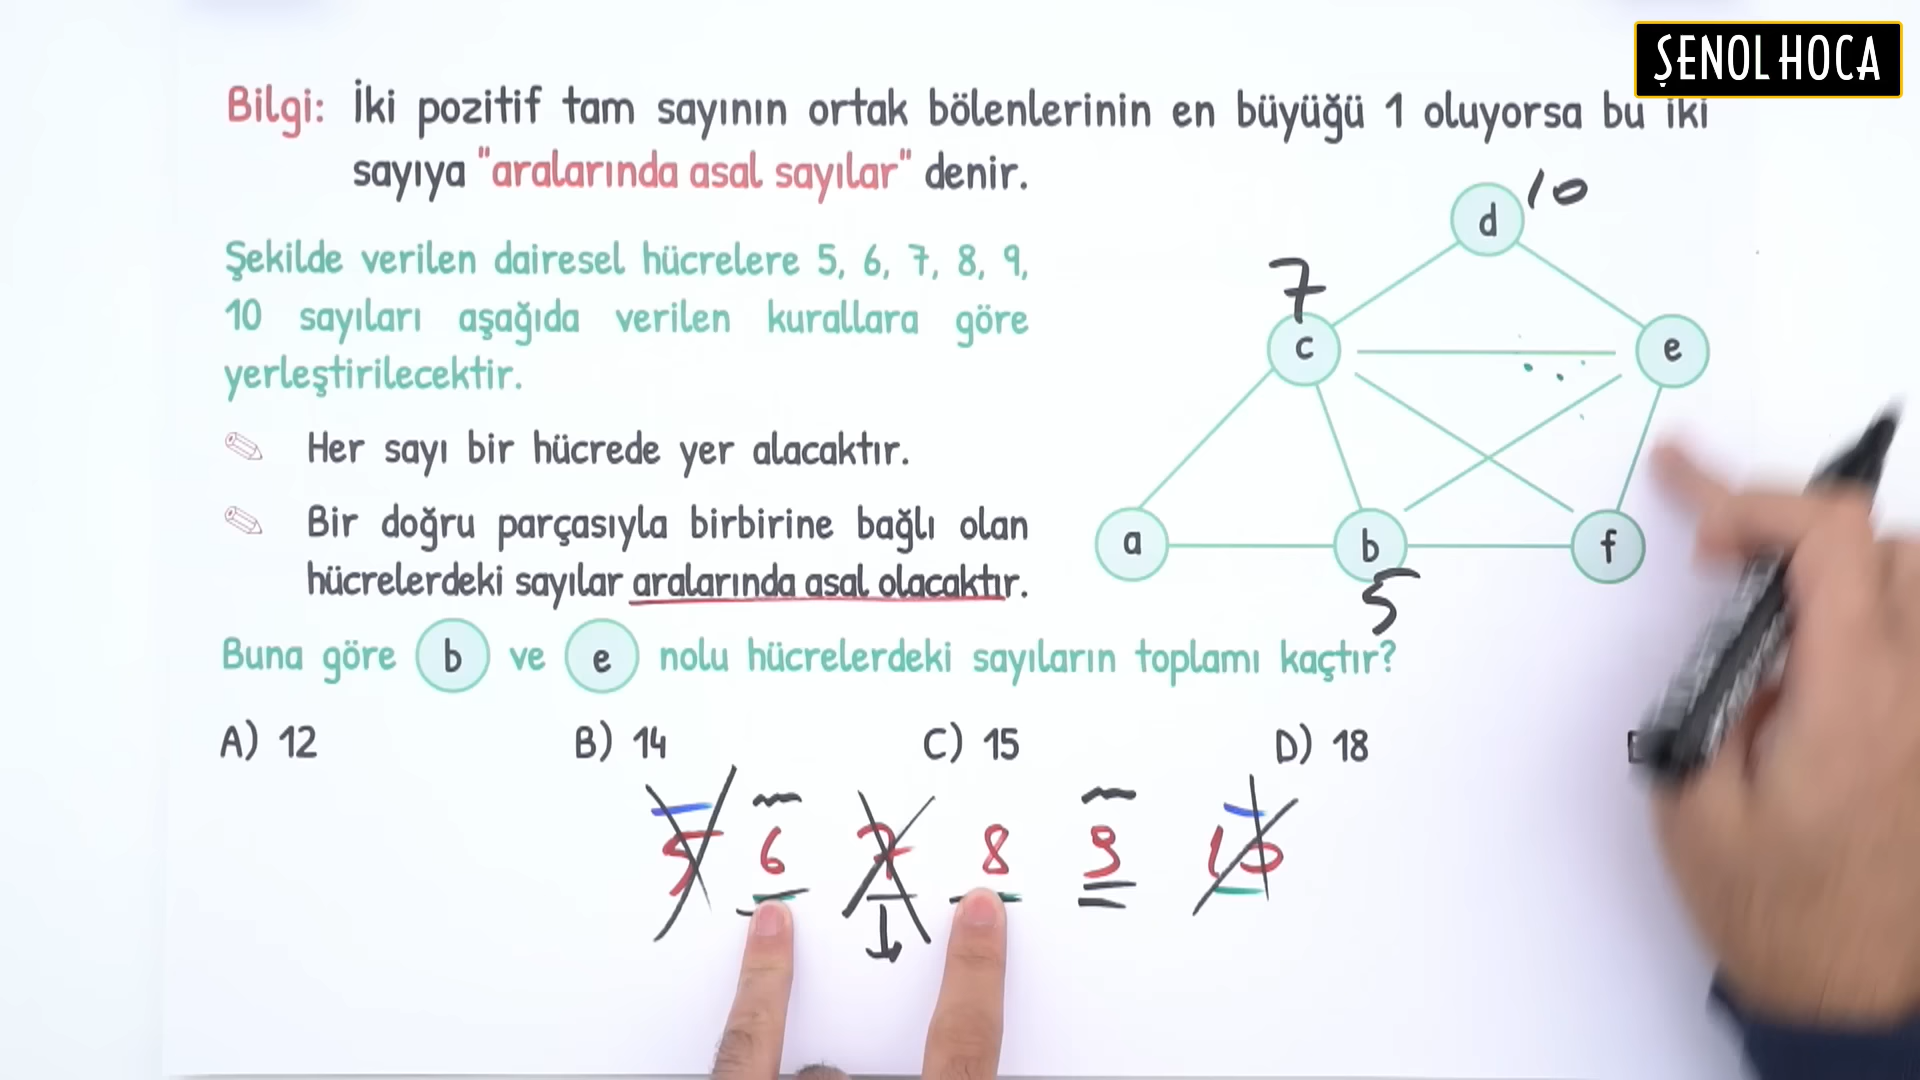 ŞENOL HOCA
Bilgi: İki pozitif tam sayının ortak bölenlerinin en büyüğü 1 oluyorsa bu iki
sayıya "aralarında asal sayılar" denir.
Şekilde verilen dairesel hücrelere 5, 6, 7, 8, 9,
10 sayıları aşağıda verilen kurallara göre
yerleştirilecektir.
Her sayı bir hücrede yer alacaktır.
Bir doğru parçasıyla birbirine bağlı olan
hücrelerdeki sayılar aralarında asal olacaktır.
d 10
7
c e
a b f
5
Buna göre b ve e nolu hücrelerdeki sayıların toplamı kaçtır?
A) 12 B) 14 C) 15 D) 18
5 6 7 8 9 10